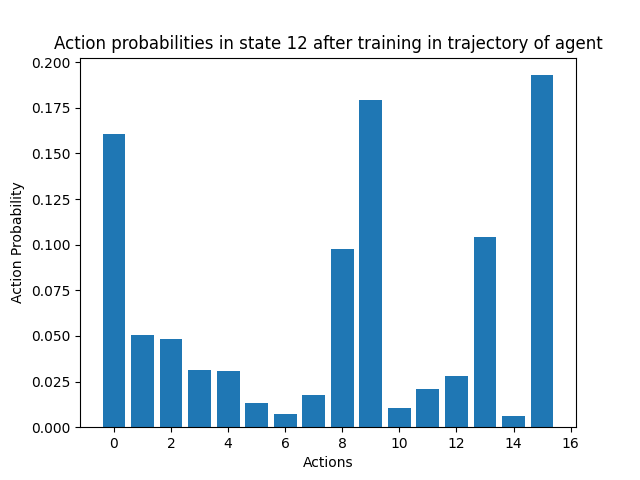 Action probabilities in state 12 after training in trajectory of agent
0.200
0.175
0.150
0.125
0.100
0.075
0.050
0.025
0.000
Action Probability
0 2 4 6 8 10 12 14 16
Actions